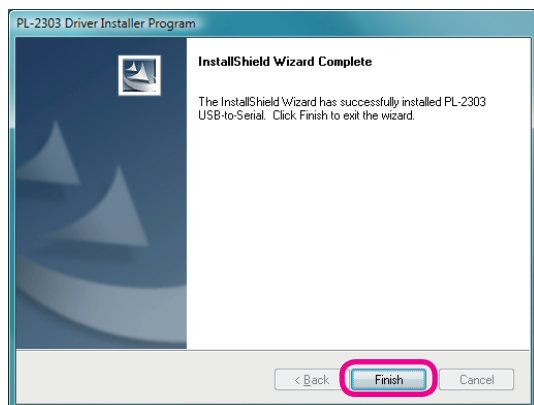 PL-2303 Driver Installer Program
InstallShield Wizard Complete
The InstallShield Wizard has successfully installed PL-2303
USB-to-Serial. Click Finish to exit the wizard.
< Back
Finish
Cancel